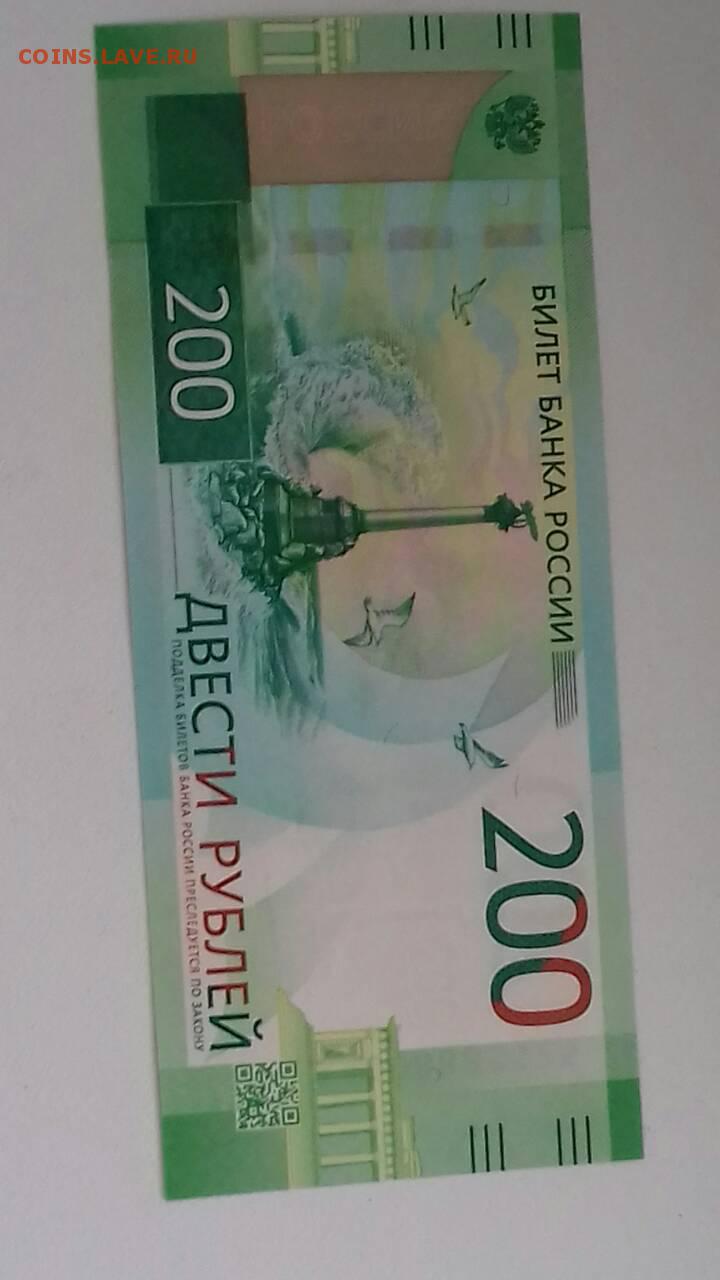 COINS.LAVE.RU
БИЛЕТ БАНКА РОССИИ
200
200
ДВЕСТИ РУБЛЕЙ
ПОДДЕЛКА БИЛЕТОВ БАНКА РОССИИ ПРЕСЛЕДУЕТСЯ ПО ЗАКОНУ